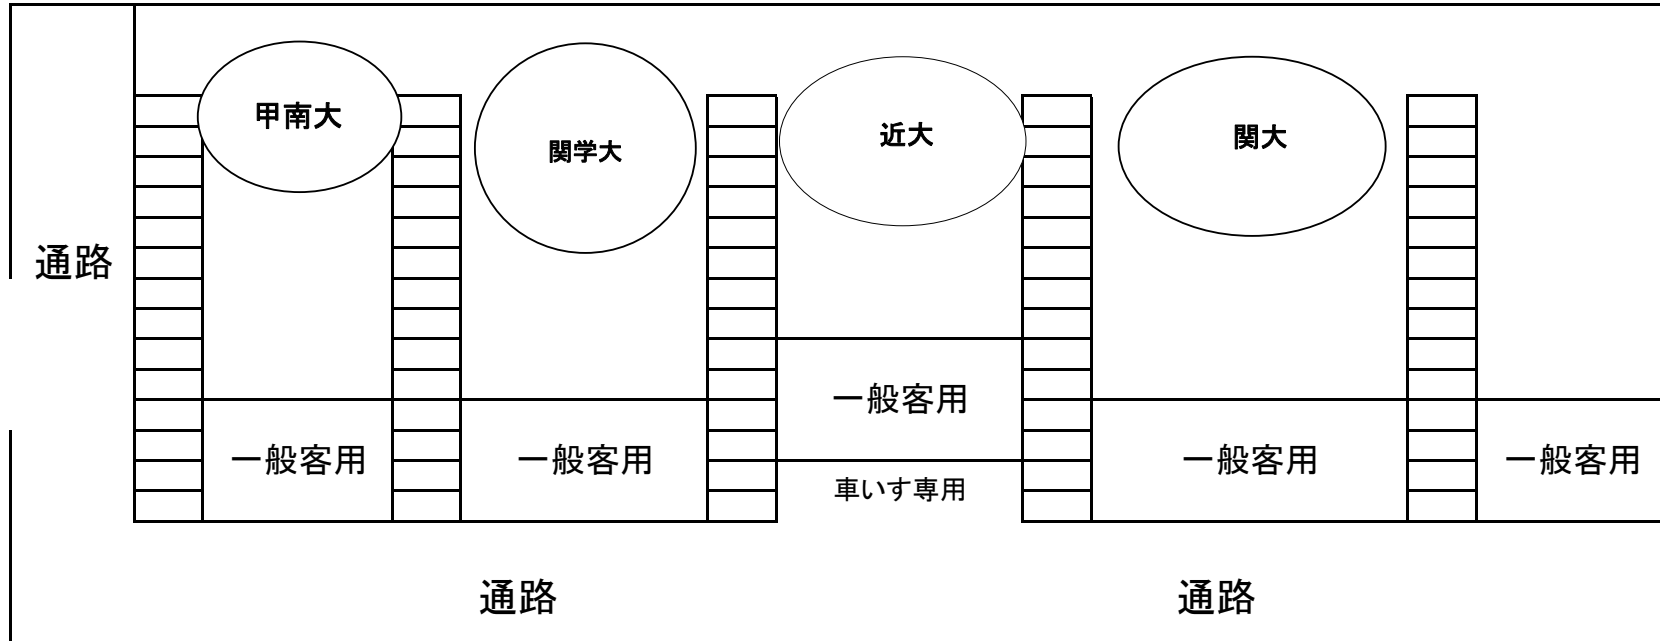 甲南大
関学大
近大
関大
通路
一般客用
一般客用
一般客用
一般客用
一般客用
車いす専用
通路
通路